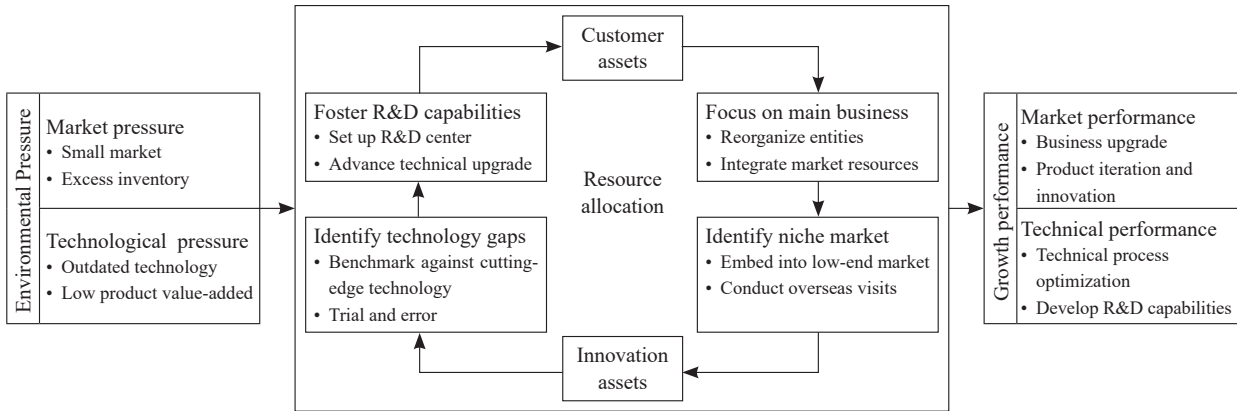 Environmental Pressure
Market pressure
• Small market
• Excess inventory
Technological pressure
• Outdated technology
• Low product value-added
Customer
assets
Foster R&D capabilities
• Set up R&D center
• Advance technical upgrade
Focus on main business
• Reorganize entities
• Integrate market resources
Resource
allocation
Identify technology gaps
• Benchmark against cutting-
edge technology
• Trial and error
Identify niche market
• Embed into low-end market
• Conduct overseas visits
Innovation
assets
Growth performance
Market performance
• Business upgrade
• Product iteration and
innovation
Technical performance
• Technical process
optimization
• Develop R&D capabilities